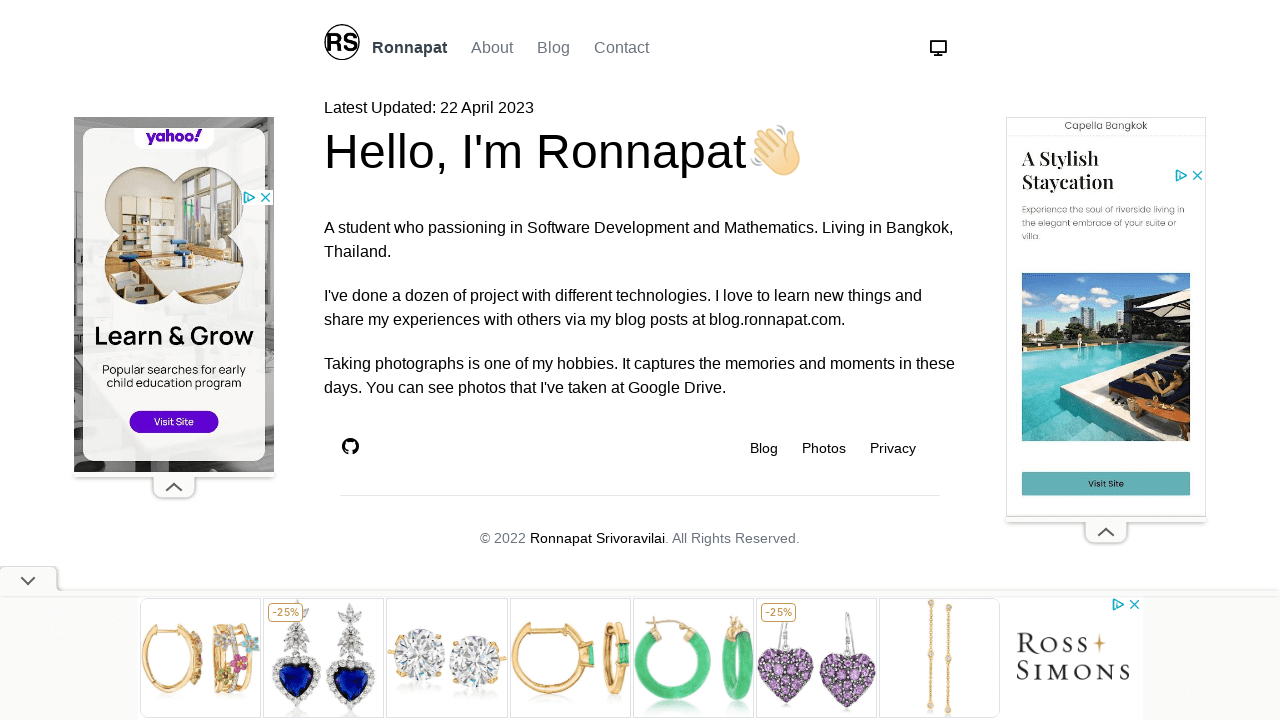 RS
Ronnapat About Blog Contact
Latest Updated: 22 April 2023
Hello, I'm Ronnapat
A student who passioning in Software Development and Mathematics. Living in Bangkok,
Thailand.
I've done a dozen of project with different technologies. I love to learn new things and
share my experiences with others via my blog posts at blog.ronnapat.com.
Taking photographs is one of my hobbies. It captures the memories and moments in these
days. You can see photos that I've taken at Google Drive.
Blog Photos Privacy
© 2022 Ronnapat Srivoravilai. All Rights Reserved.
yahoo!
Learn & Grow
Popular searches for early
child education program
Visit Site
Capella Bangkok
A Stylish
Staycation
Experience the soul of riverside living in
the elegant embrace of your suite or
villa.
Visit Site
-25%
-25%
ROSS
SIMONS